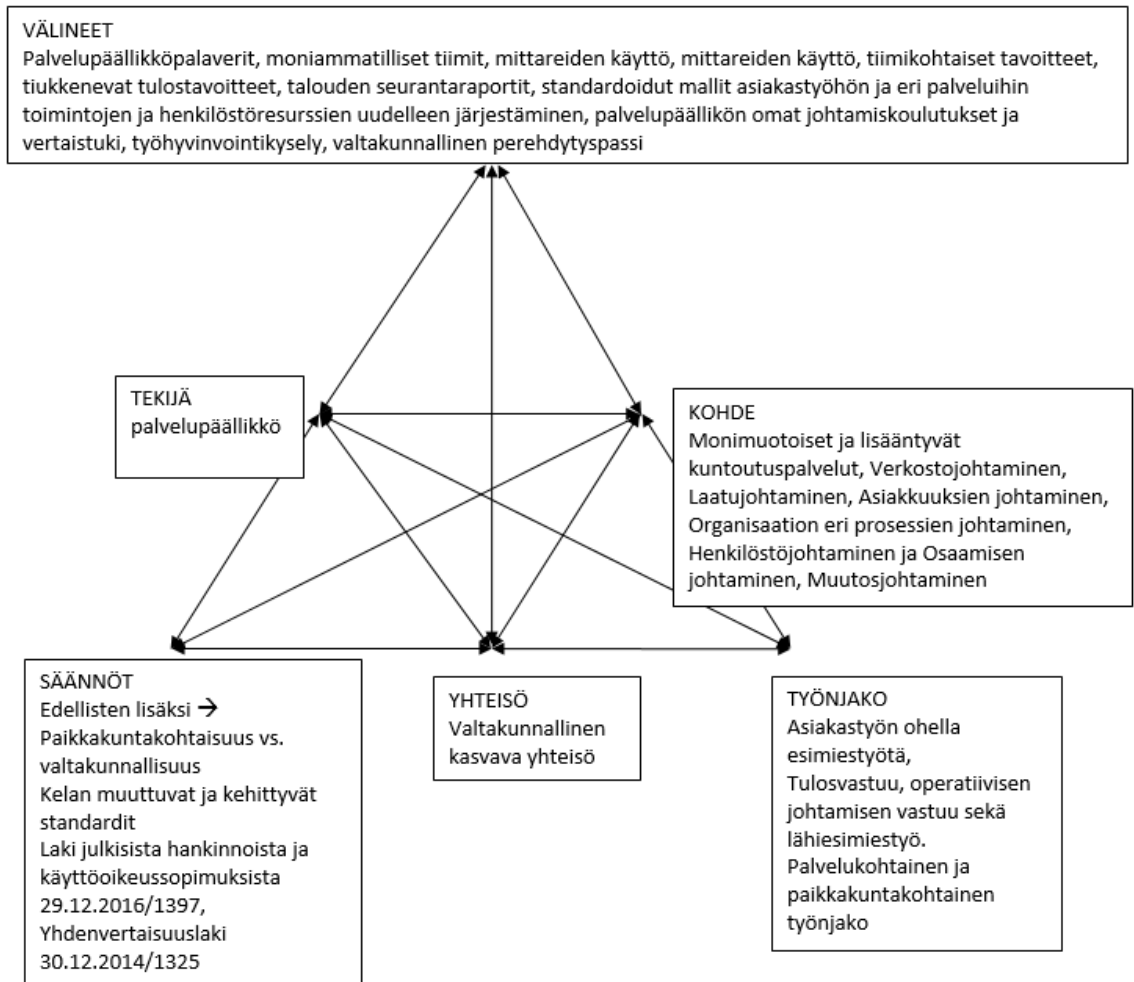 VÄLINEET
Palvelupäällikköpalaverit, moniammatilliset tiimit, mittareiden käyttö, mittareiden käyttö, tiimikohtaiset tavoitteet,
tiukkenevat tulostavoitteet, talouden seurantaraportit, standardoidut mallit asiakastyöhön ja eri palveluihin
toimintojen ja henkilöstöresurssien uudelleen järjestäminen, palvelupäällikön omat johtamiskoulutukset ja
vertaistuki, työhyvinvointikysely, valtakunnallinen perehdytyspassi
TEKIJÄ
palvelupäällikkö
KOHDE
Monimuotoiset ja lisääntyvät
kuntoutuspalvelut, Verkostojohtaminen,
Laatujohtaminen, Asiakkuuksien johtaminen,
Organisaation eri prosessien johtaminen,
Henkilöstöjohtaminen ja Osaamisen
johtaminen, Muutosjohtaminen
SÄÄNNÖT
Edellisten lisäksi →
Paikkakuntakohtaisuus vs.
valtakunnallisuus
Kelan muuttuvat ja kehittyvät
standardit
Laki julkisista hankinnoista ja
käyttöoikeussopimuksista
29.12.2016/1397,
Yhdenvertaisuuslaki
30.12.2014/1325
YHTEISÖ
Valtakunnallinen
kasvava yhteisö
TYÖNJAKO
Asiakastyön ohella
esimiestyötä,
Tulosvastuu, operatiivisen
johtamisen vastuu sekä
lähiesimiestyö.
Palvelukohtainen ja
paikkakuntakohtainen
työnjako